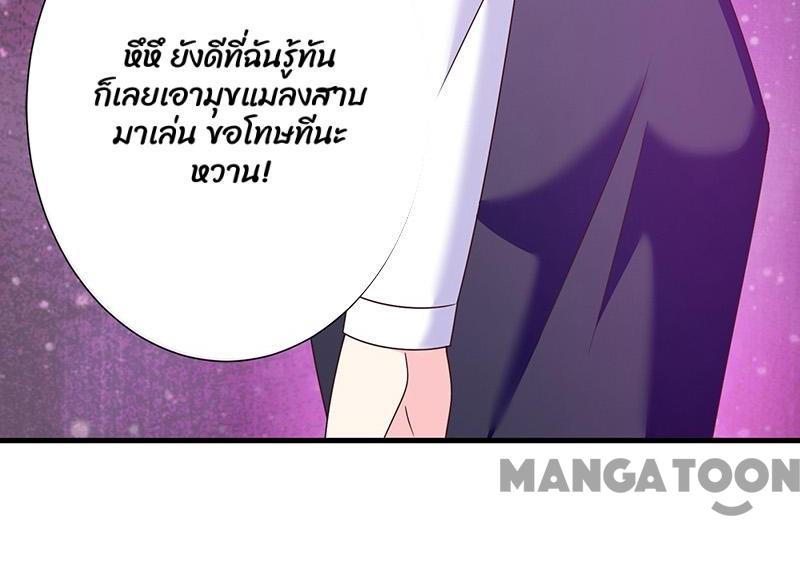 หึหึ ยังดีที่ฉันรู้ทัน
ก็เลยเอามุขแมลงสาบ
มาเล่น ขอโทษทีนะ
หวาน!
MANGATOON